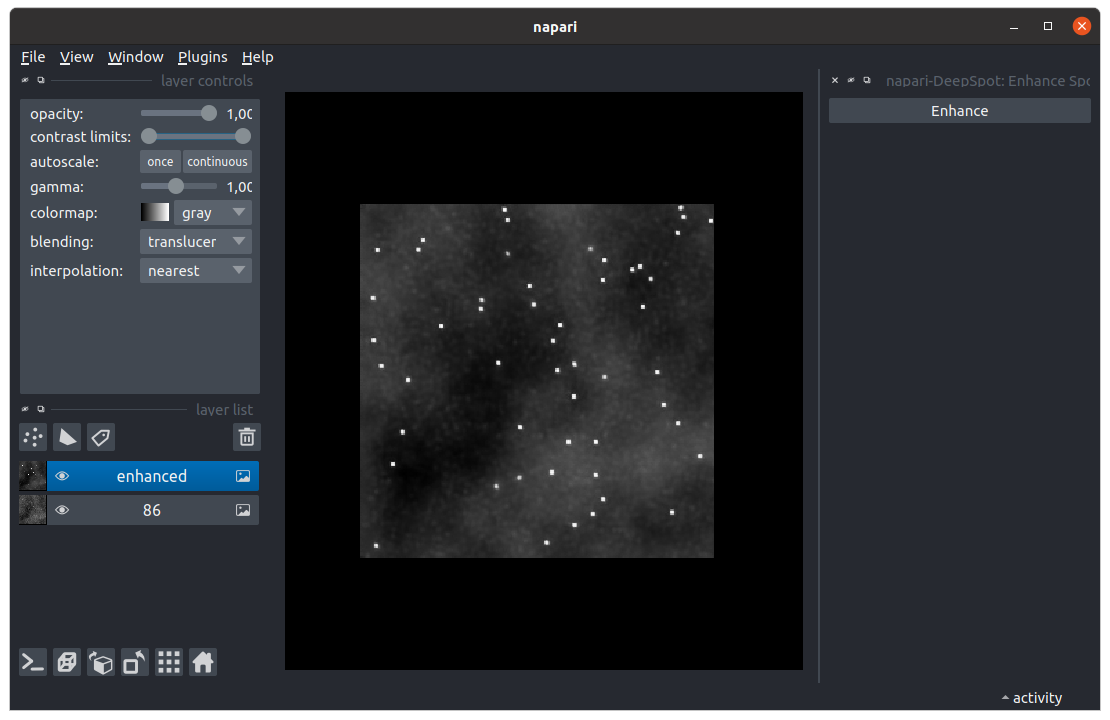 napari
File View Window Plugins Help
layer controls
opacity: 1,00
contrast limits:
autoscale: once continuous
gamma: 1,00
colormap: gray
blending: translucer
interpolation: nearest
layer list
enhanced
86
napari-DeepSpot: Enhance Spo
Enhance
activity